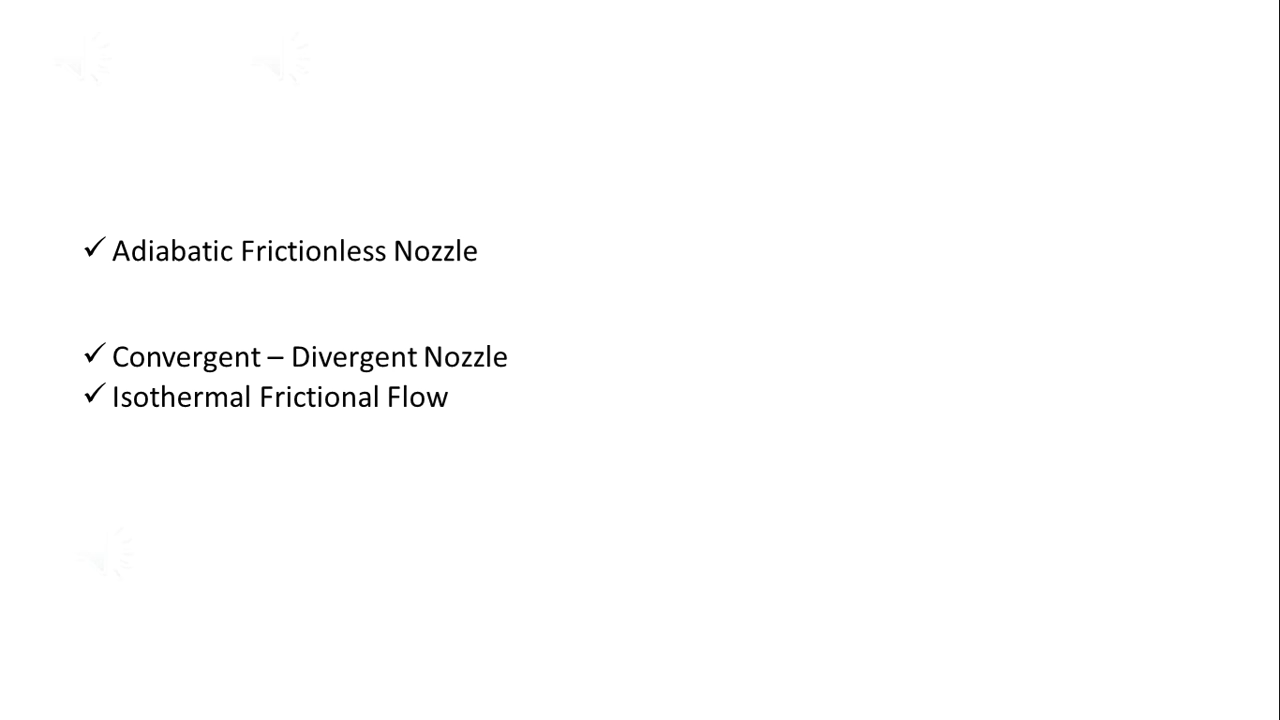 ✓ Adiabatic Frictionless Nozzle
✓ Convergent – Divergent Nozzle
✓ Isothermal Frictional Flow